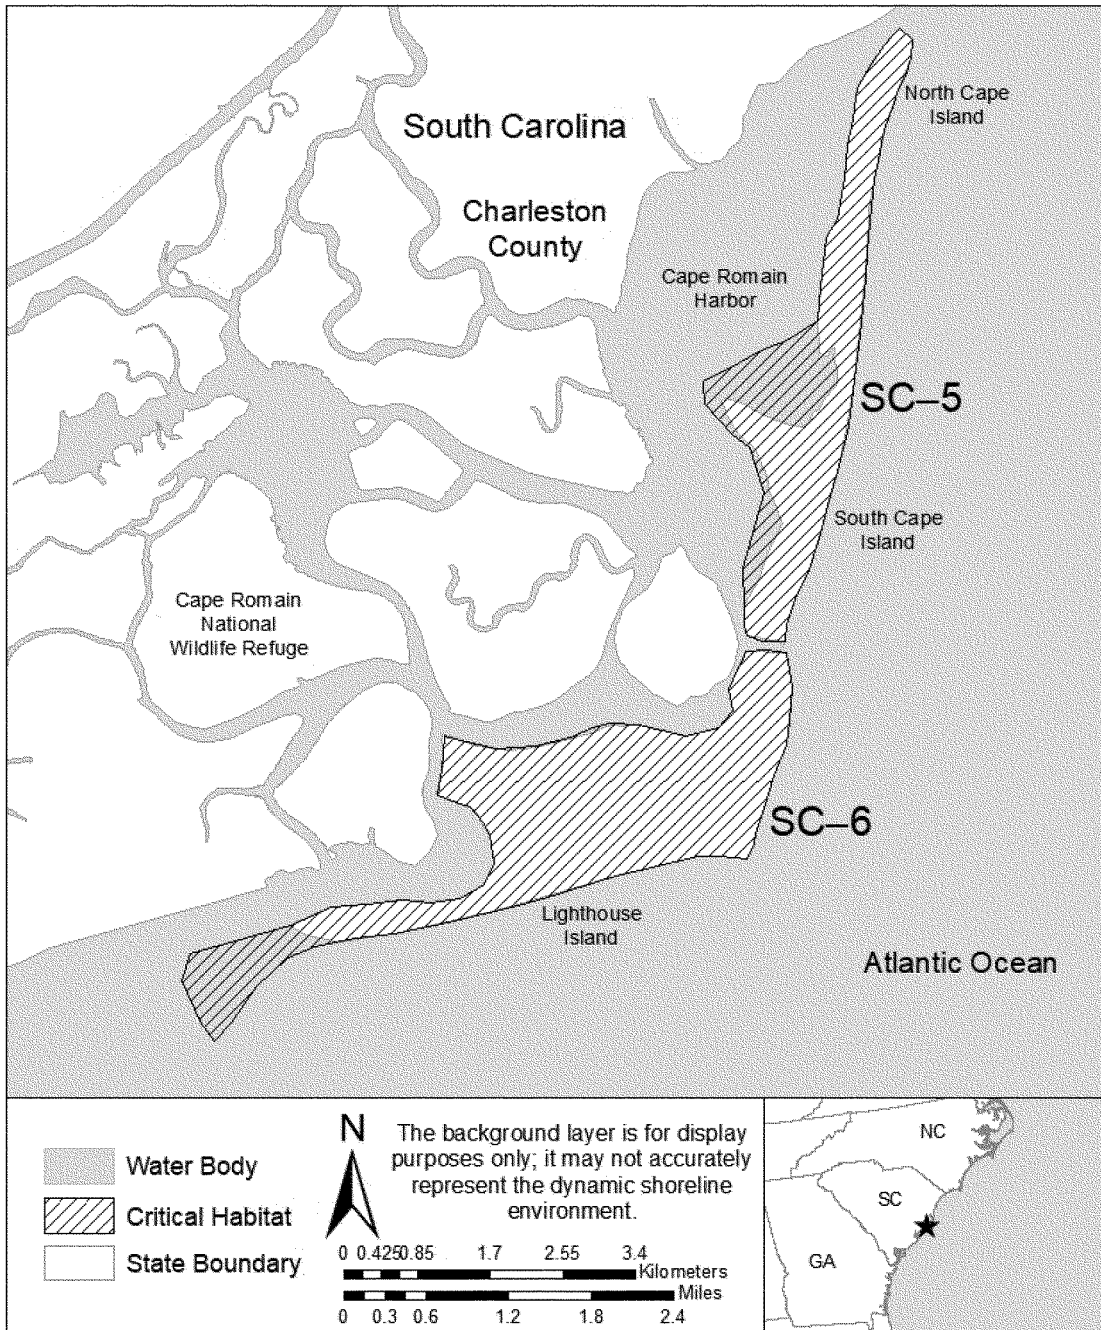 North Cape
Island
South Carolina
Charleston
County
Cape Romain
Harbor
SC–5
South Cape
Island
Cape Romain
National
Wildlife Refuge
SC–6
Lighthouse
Island
Atlantic Ocean
Water Body
Critical Habitat
State Boundary
N
The background layer is for display
purposes only; it may not accurately
represent the dynamic shoreline
environment.
0 0.425 0.85 1.7 2.55 3.4
Kilometers
Miles
0 0.3 0.6 1.2 1.8 2.4
NC
SC
GA